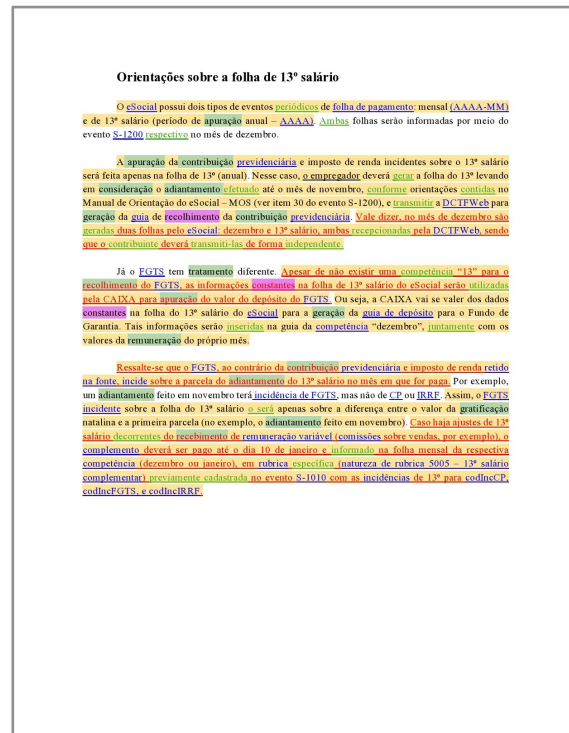 Orientações sobre a folha de 13º salário
O eSocial possui dois tipos de eventos periódicos de folha de pagamento: mensal (AAAA-MM)
e de 13º salário (período de apuração anual – AAAA). Ambas folhas serão informadas por meio do
evento S-1200 respectivo no mês de dezembro.
A apuração da contribuição previdenciária e imposto de renda incidentes sobre o 13º salário
será feita apenas na folha de 13º (anual). Nesse caso, o empregador deverá gerar a folha do 13º levando
em consideração o adiantamento efetuado até o mês de novembro, conforme orientações contidas no
Manual de Orientação do eSocial – MOS (ver item 30 do evento S-1200), e transmitir a DCTFWeb para
geração da guia de recolhimento da contribuição previdenciária. Vale dizer, no mês de dezembro são
geradas duas folhas pelo eSocial: dezembro e 13º salário, ambas recepcionadas pela DCTFWeb, sendo
que o contribuinte deverá transmiti-las de forma independente.
Já o FGTS tem tratamento diferente. Apesar de não existir uma competência “13” para o
recolhimento do FGTS, as informações constantes na folha de 13º salário do eSocial serão utilizadas
pela CAIXA para apuração do valor do depósito do FGTS. Ou seja, a CAIXA vai se valer dos dados
constantes na folha do 13º salário do eSocial para a geração da guia de depósito para o Fundo de
Garantia. Tais informações serão inseridas na guia da competência “dezembro”, juntamente com os
valores da remuneração do próprio mês.
Ressalte-se que o FGTS, ao contrário da contribuição previdenciária e imposto de renda retido
na fonte, incide sobre a parcela do adiantamento do 13º salário no mês em que for paga. Por exemplo,
um adiantamento feito em novembro terá incidência de FGTS, mas não de CP ou IRRF. Assim, o FGTS
incidente sobre a folha do 13º salário o será apenas sobre a diferença entre o valor da gratificação
natalina e a primeira parcela (no exemplo, o adiantamento feito em novembro). Caso haja ajustes de 13º
salário decorrentes do recebimento de remuneração variável (comissões sobre vendas, por exemplo), o
complemento deverá ser pago até o dia 10 de janeiro e informado na folha mensal da respectiva
competência (dezembro ou janeiro), em rubrica específica (natureza de rubrica 5005 – 13º salário
complementar) previamente cadastrada no evento S-1010 com as incidências de 13º para codIncCP,
codIncFGTS, e codIncIRRF.